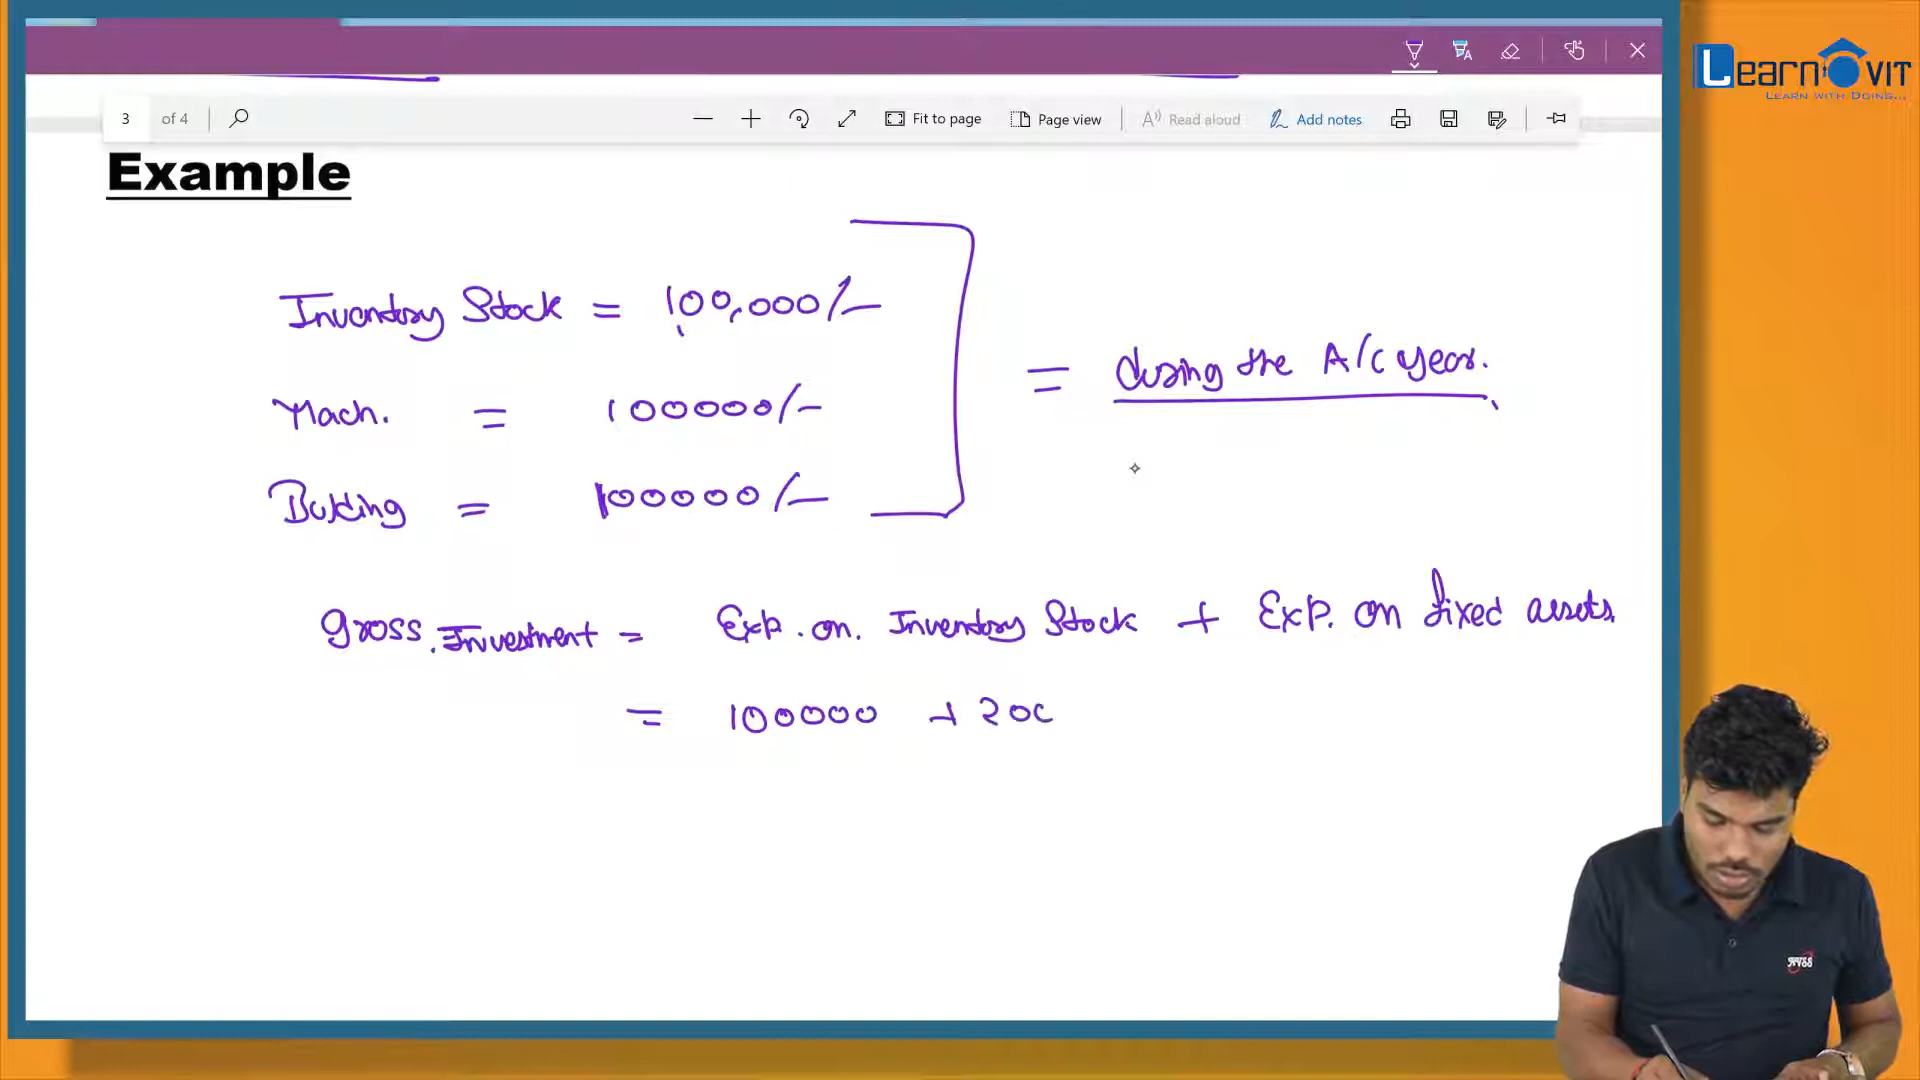 LearnOVIT
LEARN WITH DOING...
3 of 4
Fit to page
Page view
Read aloud
Add notes
Example
Inventory Stock = 100,000/-
Mach. = 100000/-
Building = 100000/-
= during the A/c year.
gross. Investment = Exp. on. Inventory Stock + Exp. on fixed assets.
= 100000 + 200